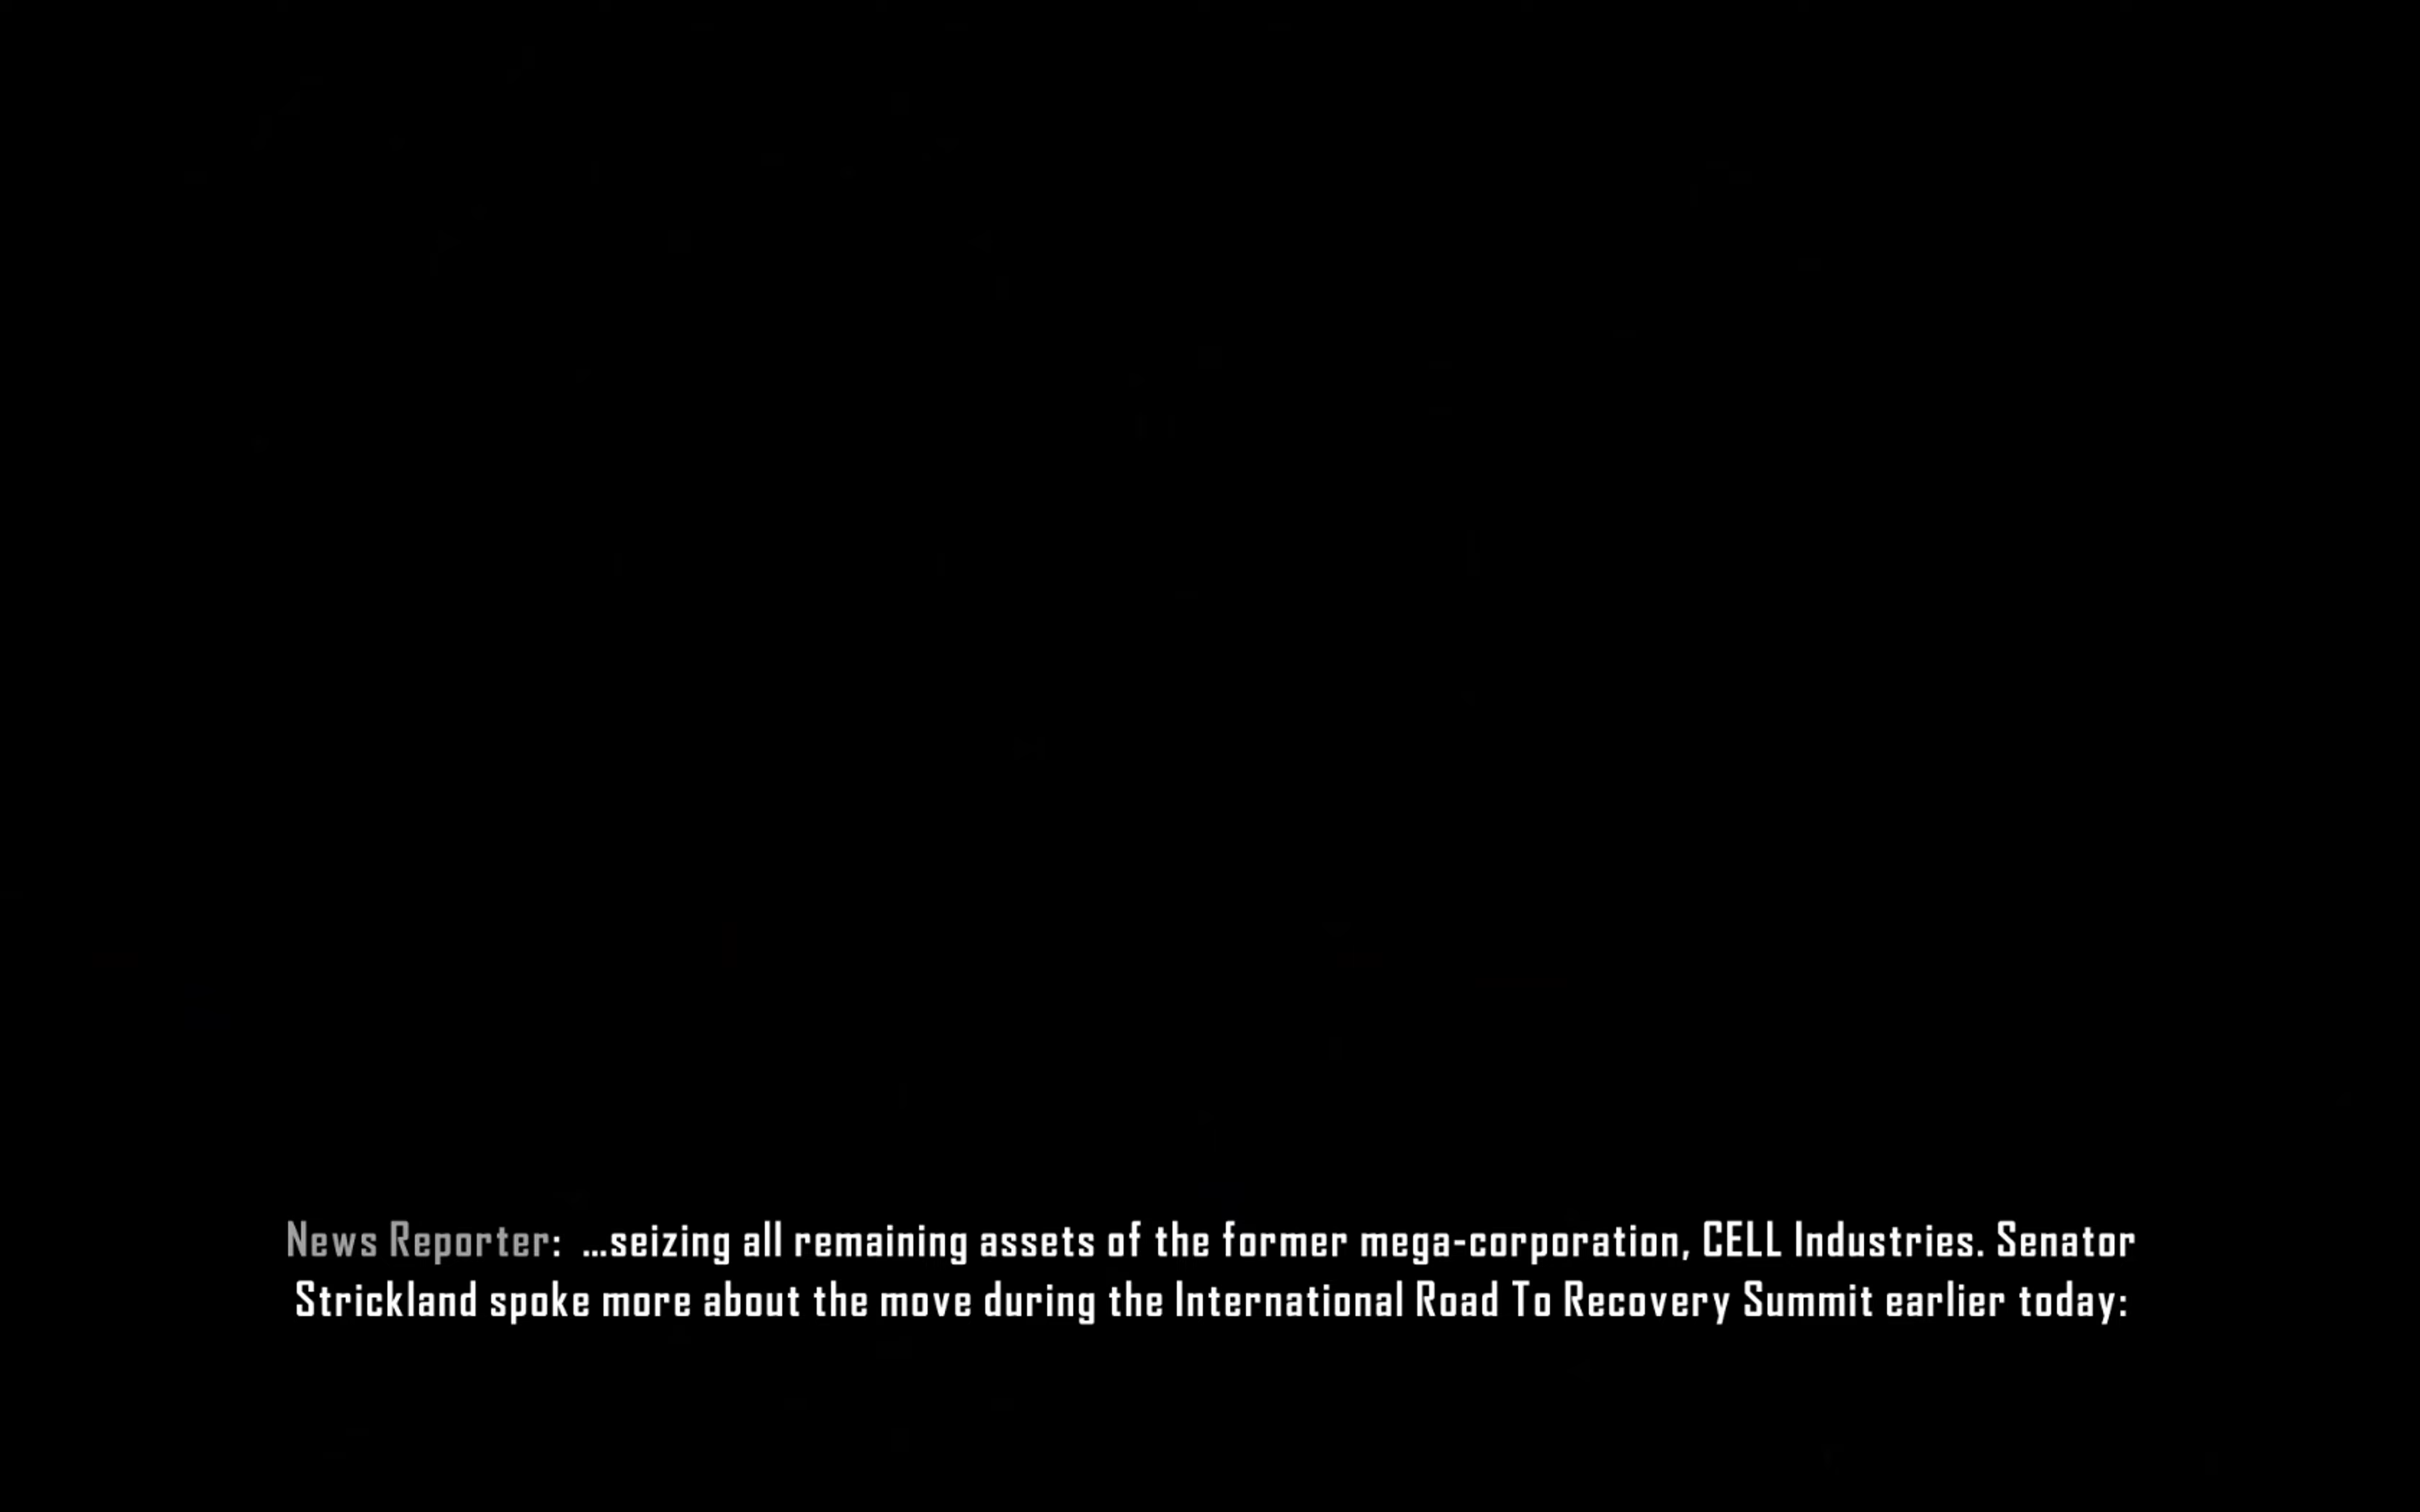 News Reporter: ...seizing all remaining assets of the former mega-corporation, CELL Industries. Senator
Strickland spoke more about the move during the International Road To Recovery Summit earlier today: